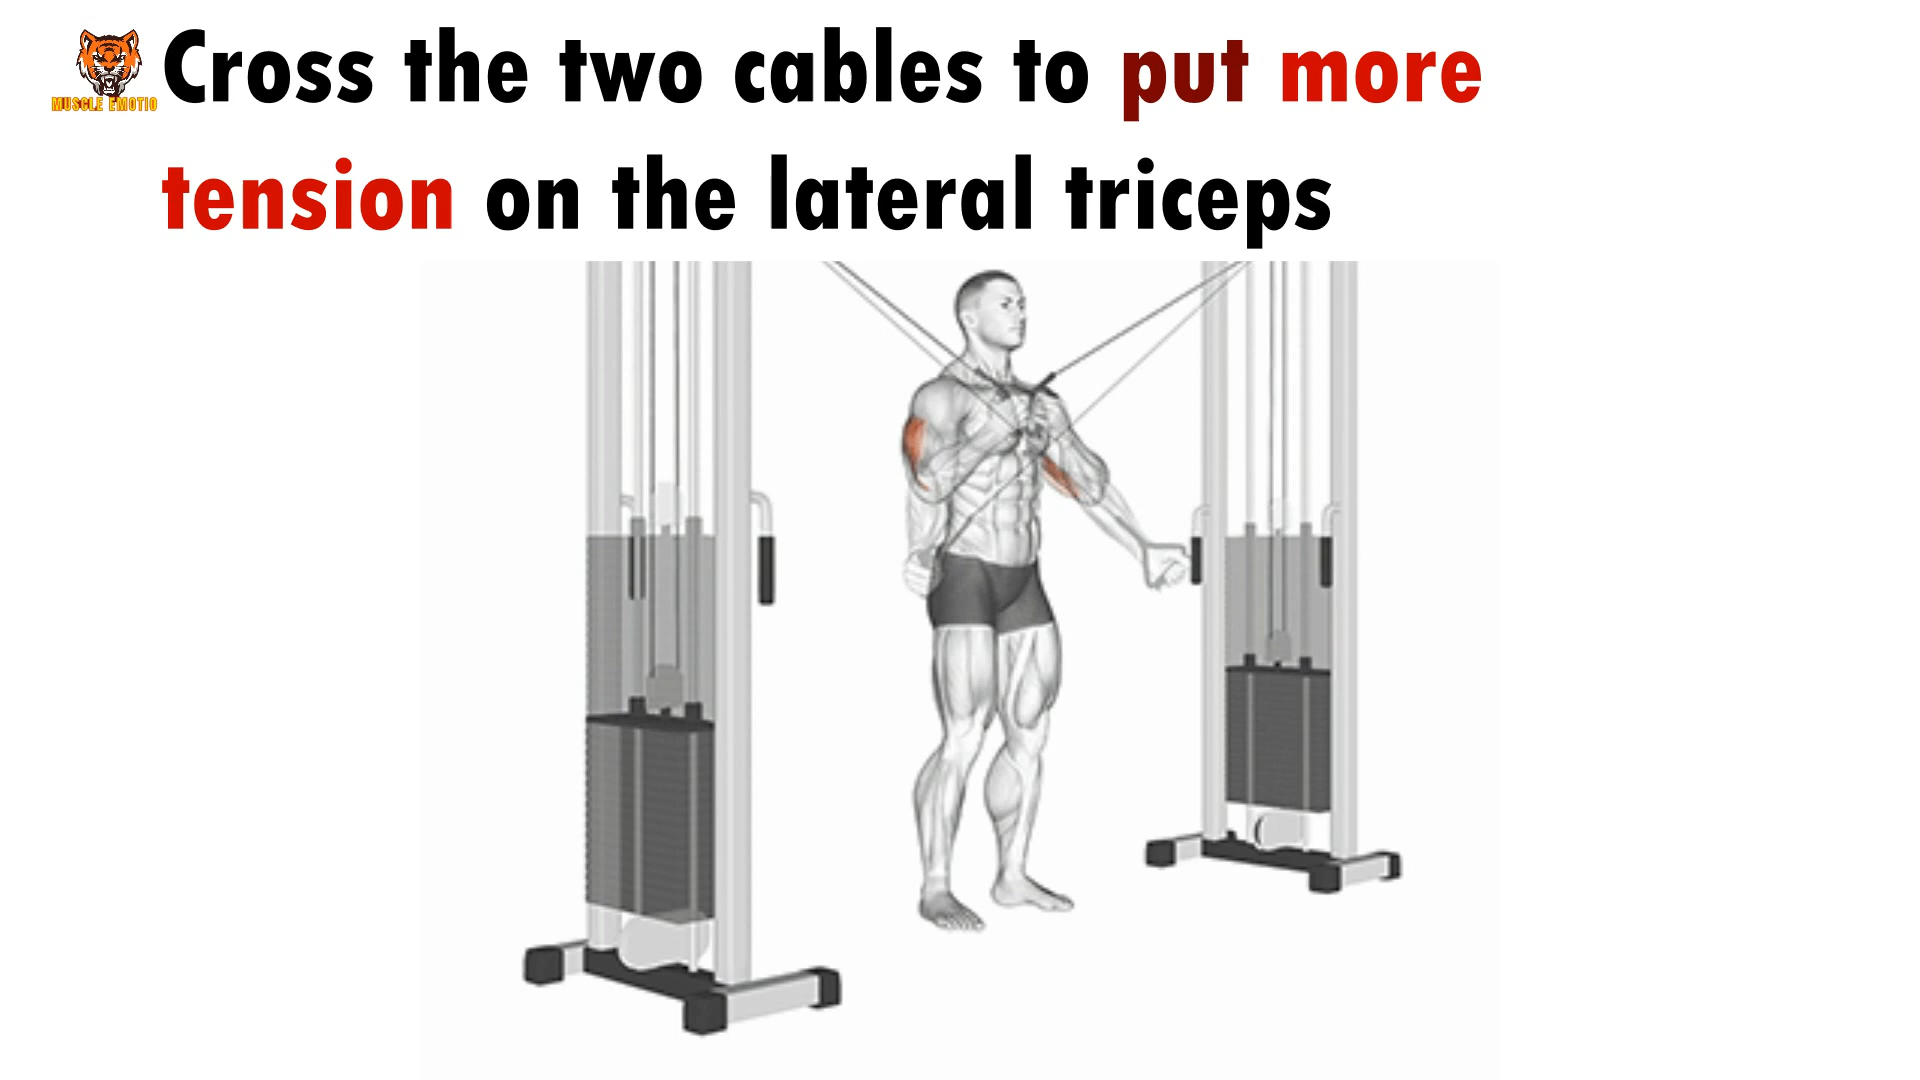 Cross the two cables to put more
tension on the lateral triceps
MUSCLE EMOTIO